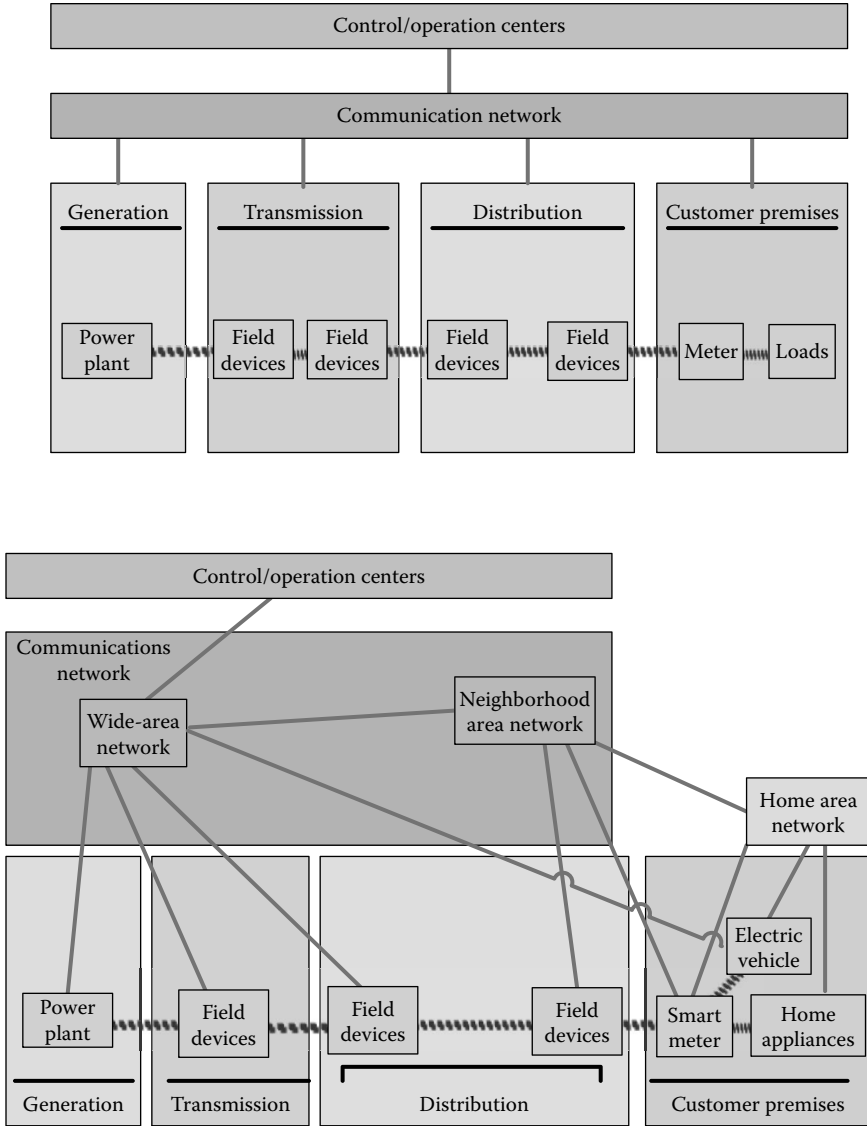 Control/operation centers
Communication network
Generation
Transmission
Distribution
Customer premises
Power
plant
Field
devices
Field
devices
Field
devices
Field
devices
Meter
Loads
Control/operation centers
Communications
network
Wide-area
network
Neighborhood
area network
Home area
network
Electric
vehicle
Power
plant
Field
devices
Field
devices
Field
devices
Smart
meter
Home
appliances
Generation
Transmission
Distribution
Customer premises